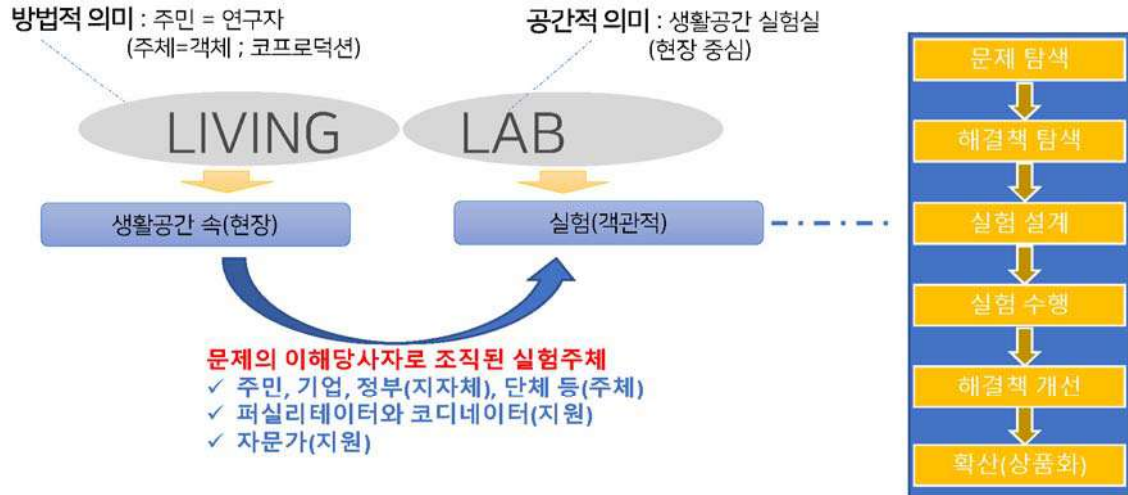 방법적 의미 : 주민 = 연구자
(주체=객체 ; 코프로덕션)
공간적 의미 : 생활공간 실험실
(현장 중심)
LIVING
LAB
생활공간 속(현장)
실험(객관적)
문제의 이해당사자로 조직된 실험주체
✓ 주민, 기업, 정부(지자체), 단체 등(주체)
✓ 퍼실리테이터와 코디네이터(지원)
✓ 자문가(지원)
문제 탐색
해결책 탐색
실험 설계
실험 수행
해결책 개선
확산(상품화)